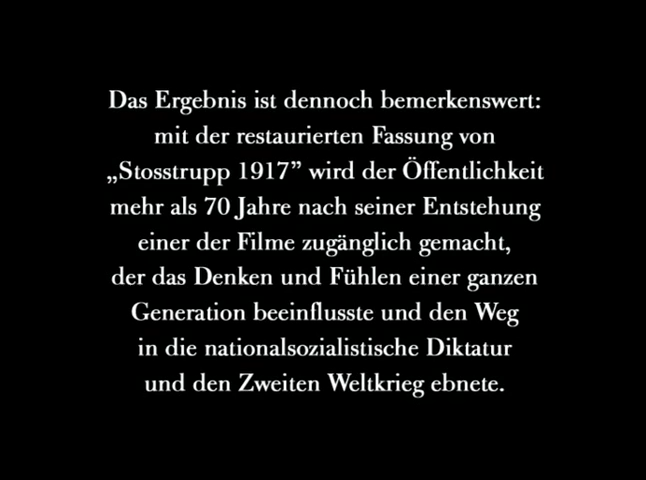 Das Ergebnis ist dennoch bemerkenswert:
mit der restaurierten Fassung von
„Stosstrupp 1917” wird der Öffentlichkeit
mehr als 70 Jahre nach seiner Entstehung
einer der Filme zugänglich gemacht,
der das Denken und Fühlen einer ganzen
Generation beeinflusste und den Weg
in die nationalsozialistische Diktatur
und den Zweiten Weltkrieg ebnete.